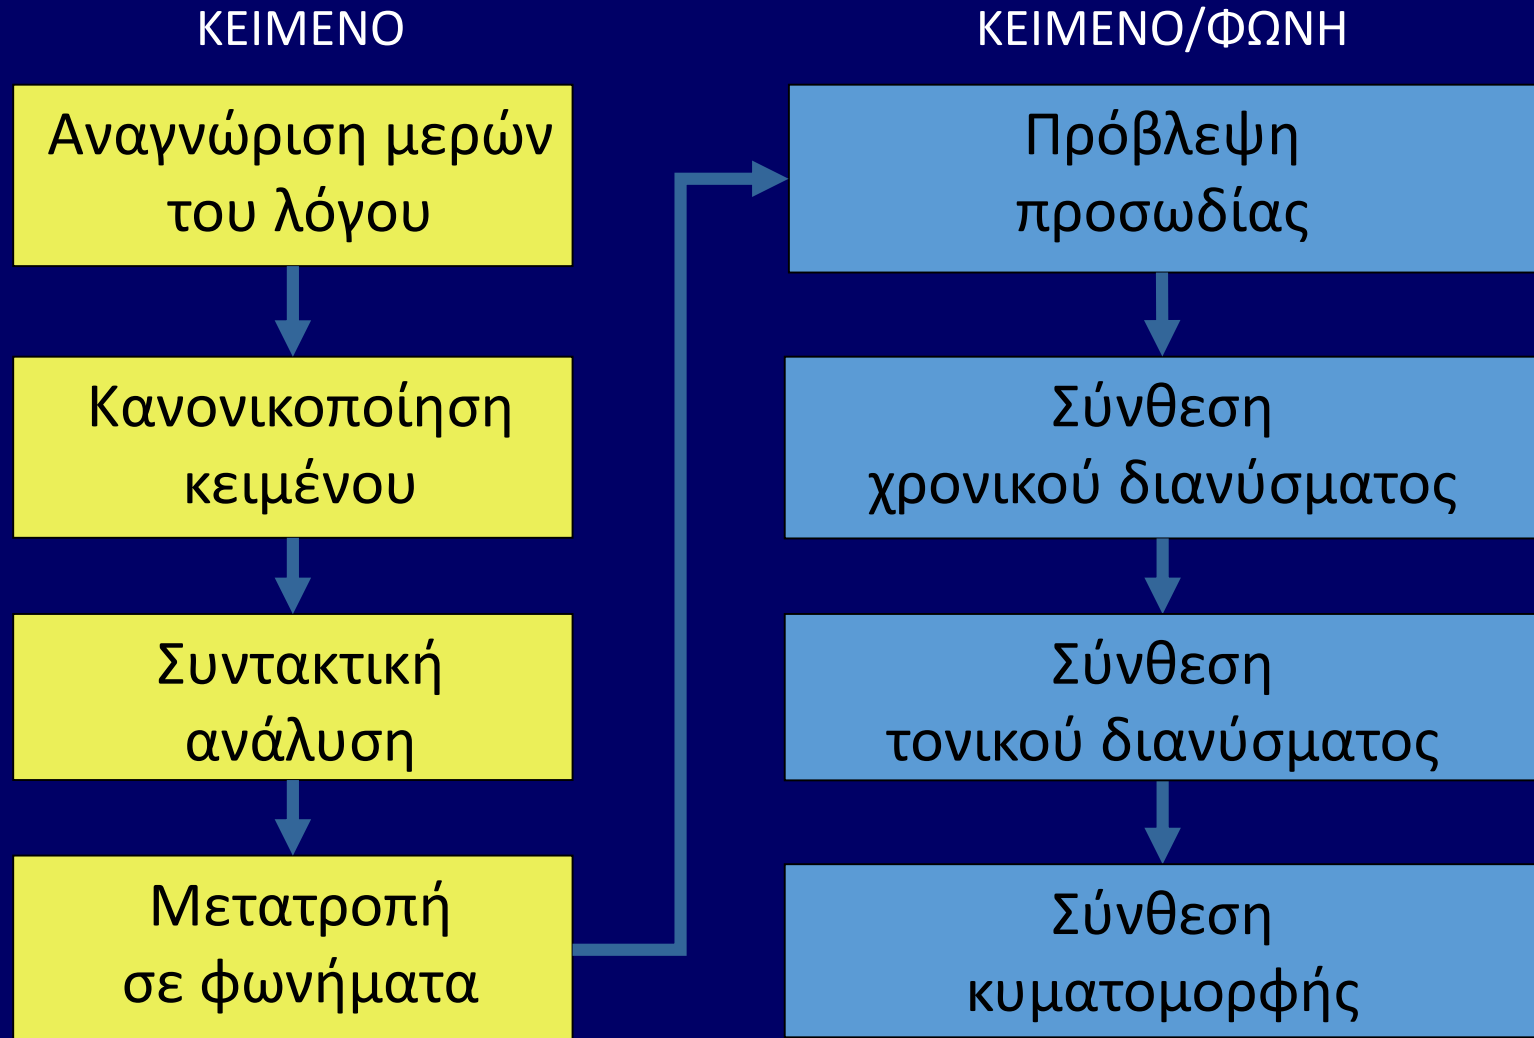 ΚΕΙΜΕΝΟ
Αναγνώριση μερών
του λόγου
Κανονικοποίηση
κειμένου
Συντακτική
ανάλυση
Μετατροπή
σε φωνήματα
ΚΕΙΜΕΝΟ/ΦΩΝΗ
Πρόβλεψη
προσωδίας
Σύνθεση
χρονικού διανύσματος
Σύνθεση
τονικού διανύσματος
Σύνθεση
κυματομορφής